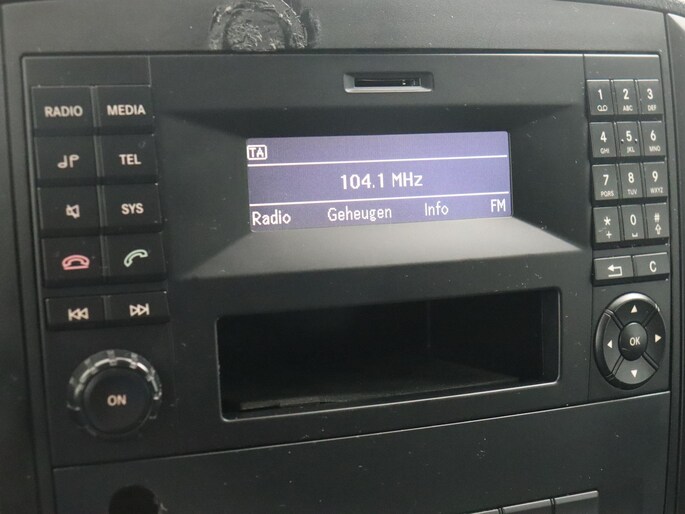 RADIO MEDIA
TEL
SYS
ON
TA
104.1 MHz
Radio Geheugen Info FM
1 2 3
ABC DEF
4 5 6
GHI JKL MNO
7 8 9
PQRS TUV WXYZ
* 0 #
+
C
OK